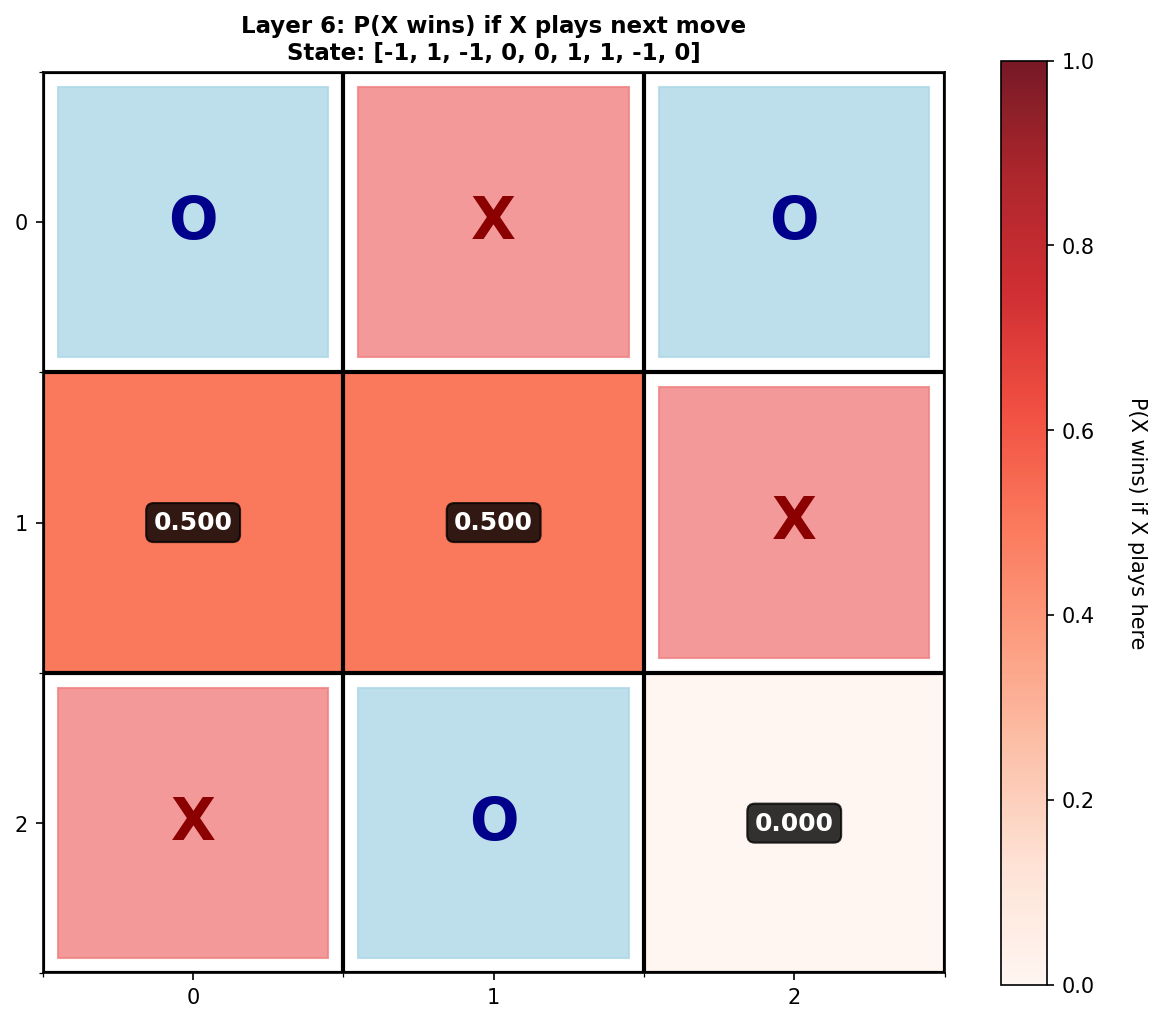 Layer 6: P(X wins) if X plays next move
State: [-1, 1, -1, 0, 0, 1, 1, -1, 0]
O X O
0
0.500 0.500 X
1
X O 0.000
2
0 1 2
1.0
0.8
0.6
0.4
0.2
0.0
P(X wins) if X plays here